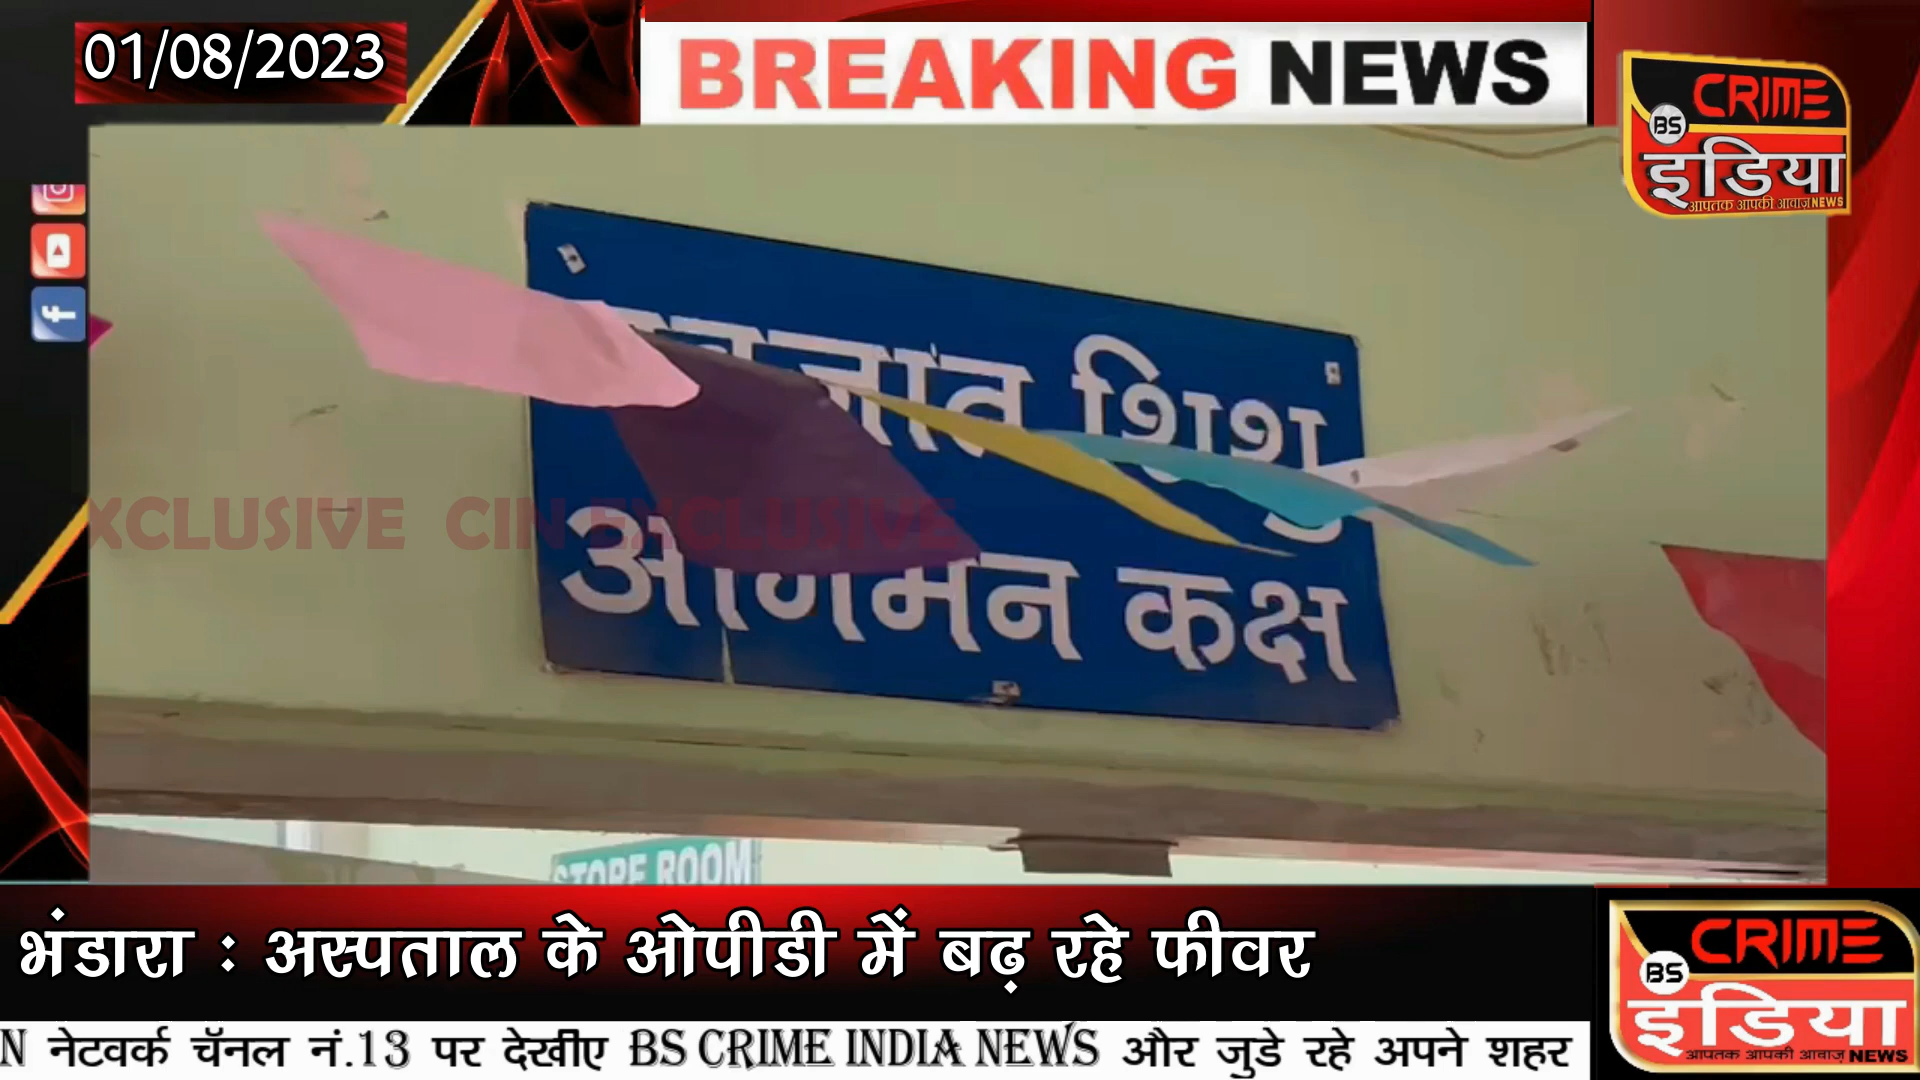 01/08/2023
BREAKING NEWS
CRIME
BS
इंडिया
आपतक आपकी आवाज़ NEWS
शिशु
XCLUSIVE CIN EXCLUSIVE
कक्ष
STORE ROOM
भंडारा : अस्पताल के ओपीडी में बढ़ रहे फीवर
CRIME
BS
इंडिया
आपतक आपकी आवाज़ NEWS
N नेटवर्क चॅनल नं.13 पर देखीए BS CRIME INDIA NEWS और जुडे रहे अपने शहर